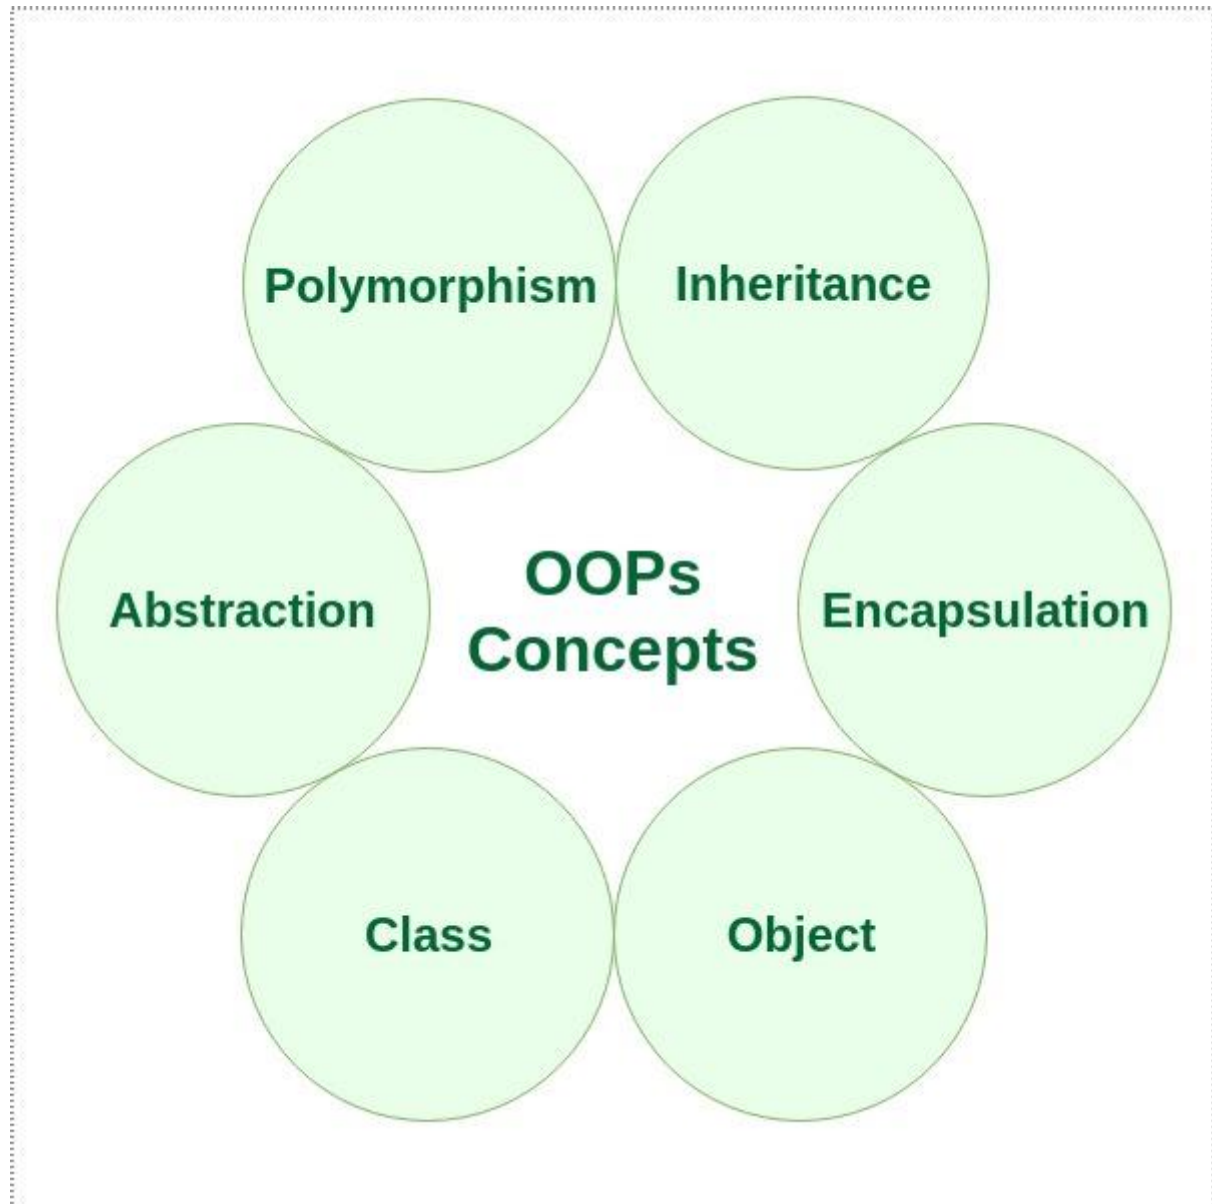 Polymorphism
Inheritance
Abstraction
OOPs
Concepts
Encapsulation
Class
Object